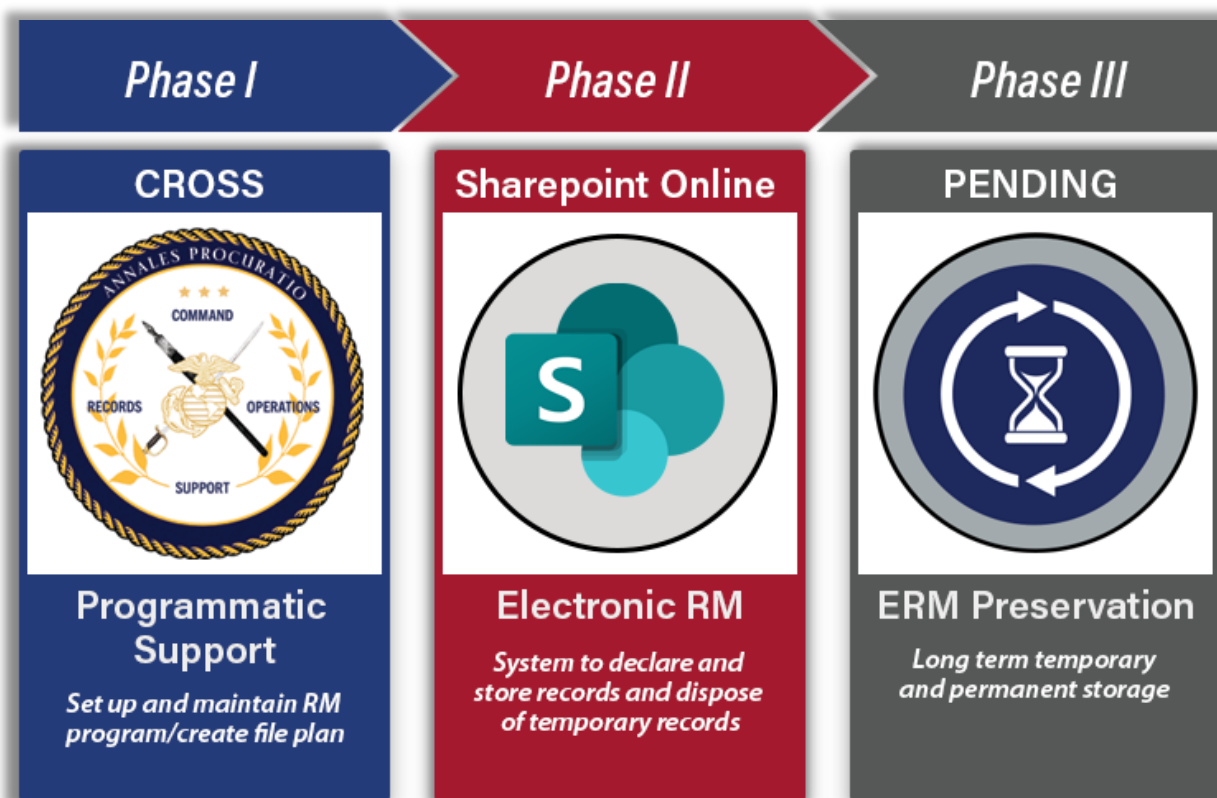 Phase I
Phase II
Phase III
CROSS
ANNALES PROCURATIO
COMMAND
RECORDS
OPERATIONS
SUPPORT
Programmatic
Support
Set up and maintain RM
program/create file plan
Sharepoint Online
S
Electronic RM
System to declare and
store records and dispose
of temporary records
PENDING
ERM Preservation
Long term temporary
and permanent storage